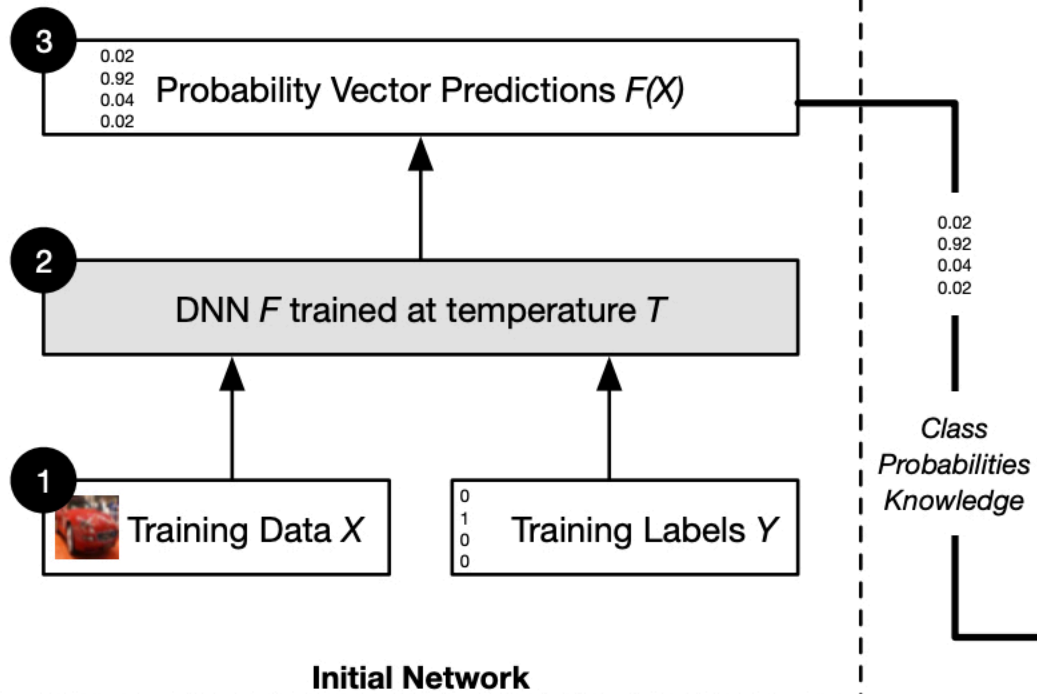 3
0.02
0.92
0.04
0.02
Probability Vector Predictions F(X)
2
DNN F trained at temperature T
1
Training Data X
0
1
0
0
Training Labels Y
Initial Network
0.02
0.92
0.04
0.02
Class
Probabilities
Knowledge